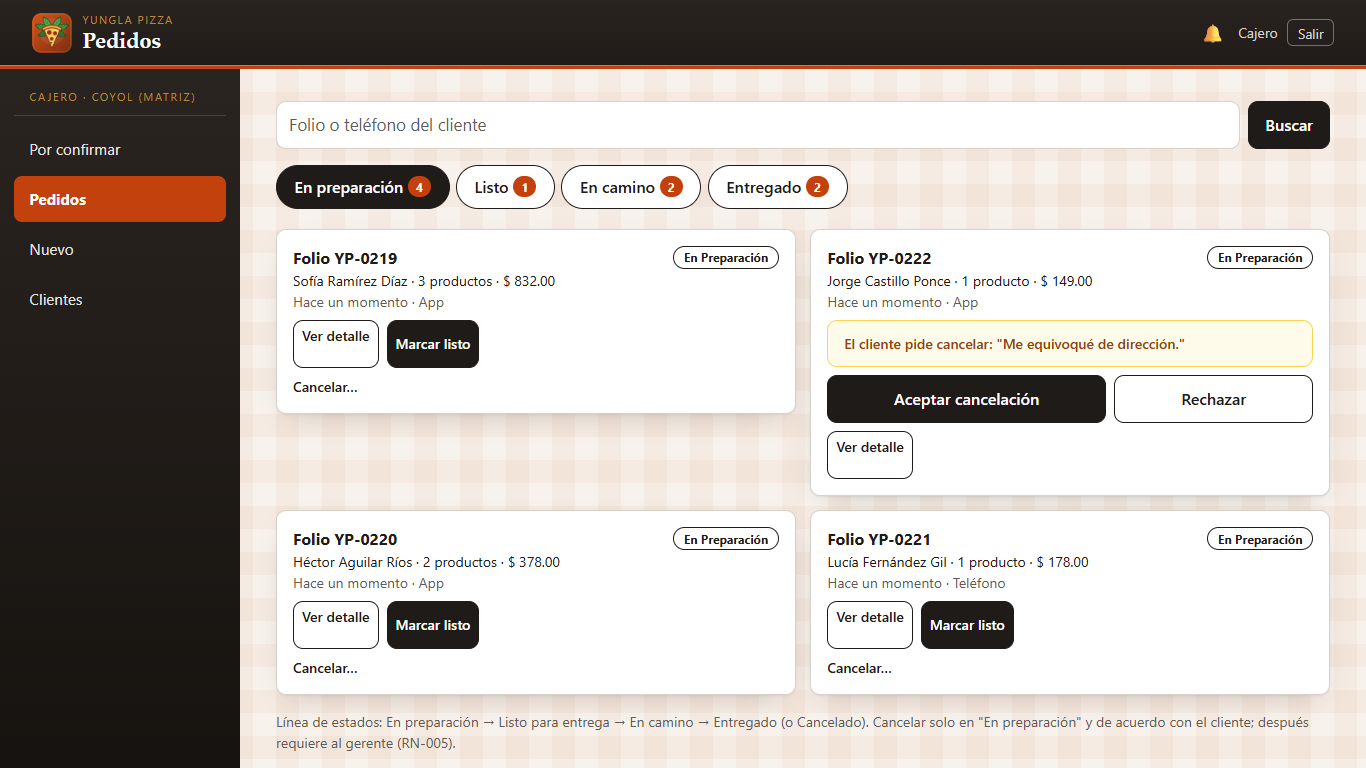 YUNGLA PIZZA
Pedidos
Cajero
Salir
CAJERO · COYOL (MATRIZ)
Por confirmar
Pedidos
Nuevo
Clientes
Folio o teléfono del cliente
Buscar
En preparación 4
Listo 1
En camino 2
Entregado 2
Folio YP-0219
En Preparación
Sofía Ramírez Díaz · 3 productos · $ 832.00
Hace un momento · App
Ver detalle
Marcar listo
Cancelar...
Folio YP-0222
En Preparación
Jorge Castillo Ponce · 1 producto · $ 149.00
Hace un momento · App
El cliente pide cancelar: "Me equivoqué de dirección."
Aceptar cancelación
Rechazar
Ver detalle
Folio YP-0220
En Preparación
Héctor Aguilar Ríos · 2 productos · $ 378.00
Hace un momento · App
Ver detalle
Marcar listo
Cancelar...
Folio YP-0221
En Preparación
Lucía Fernández Gil · 1 producto · $ 178.00
Hace un momento · Teléfono
Ver detalle
Marcar listo
Cancelar...
Línea de estados: En preparación → Listo para entrega → En camino → Entregado (o Cancelado). Cancelar solo en "En preparación" y de acuerdo con el cliente; después
requiere al gerente (RN-005).